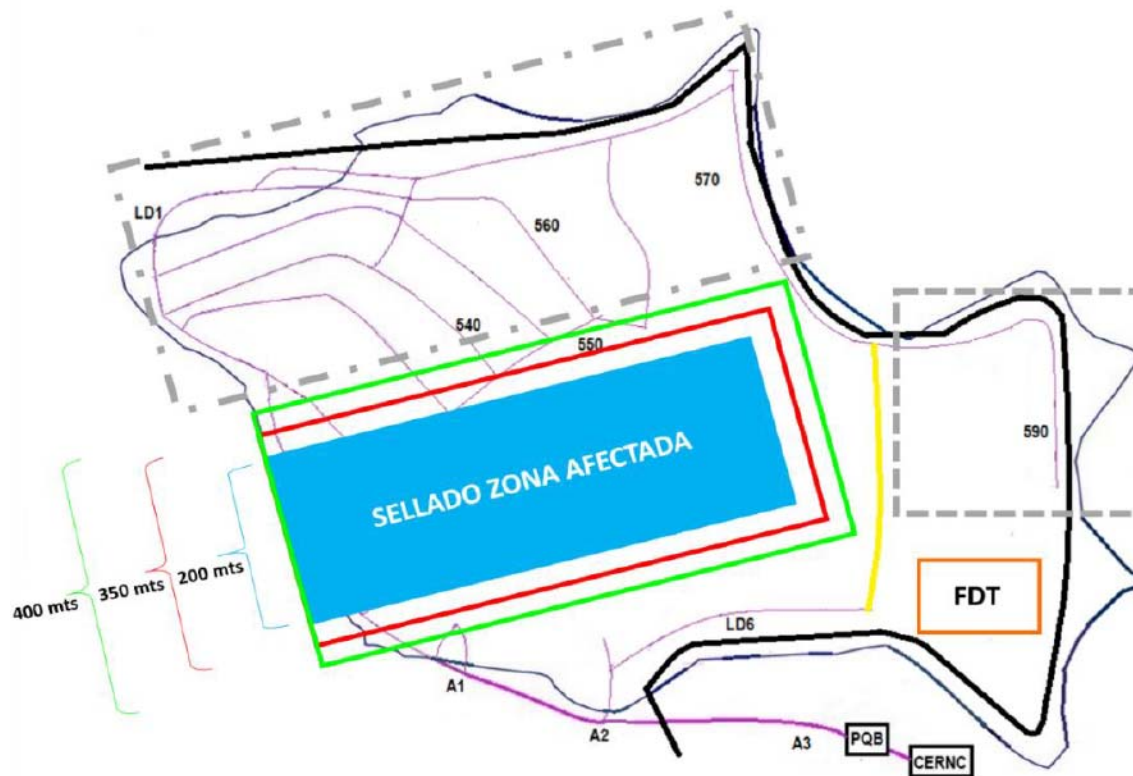 570
LD1
560
540
550
590
SELLADO ZONA AFECTADA
400 mts
350 mts
200 mts
FDT
LD6
A1
A2
A3
PQB
CERNC